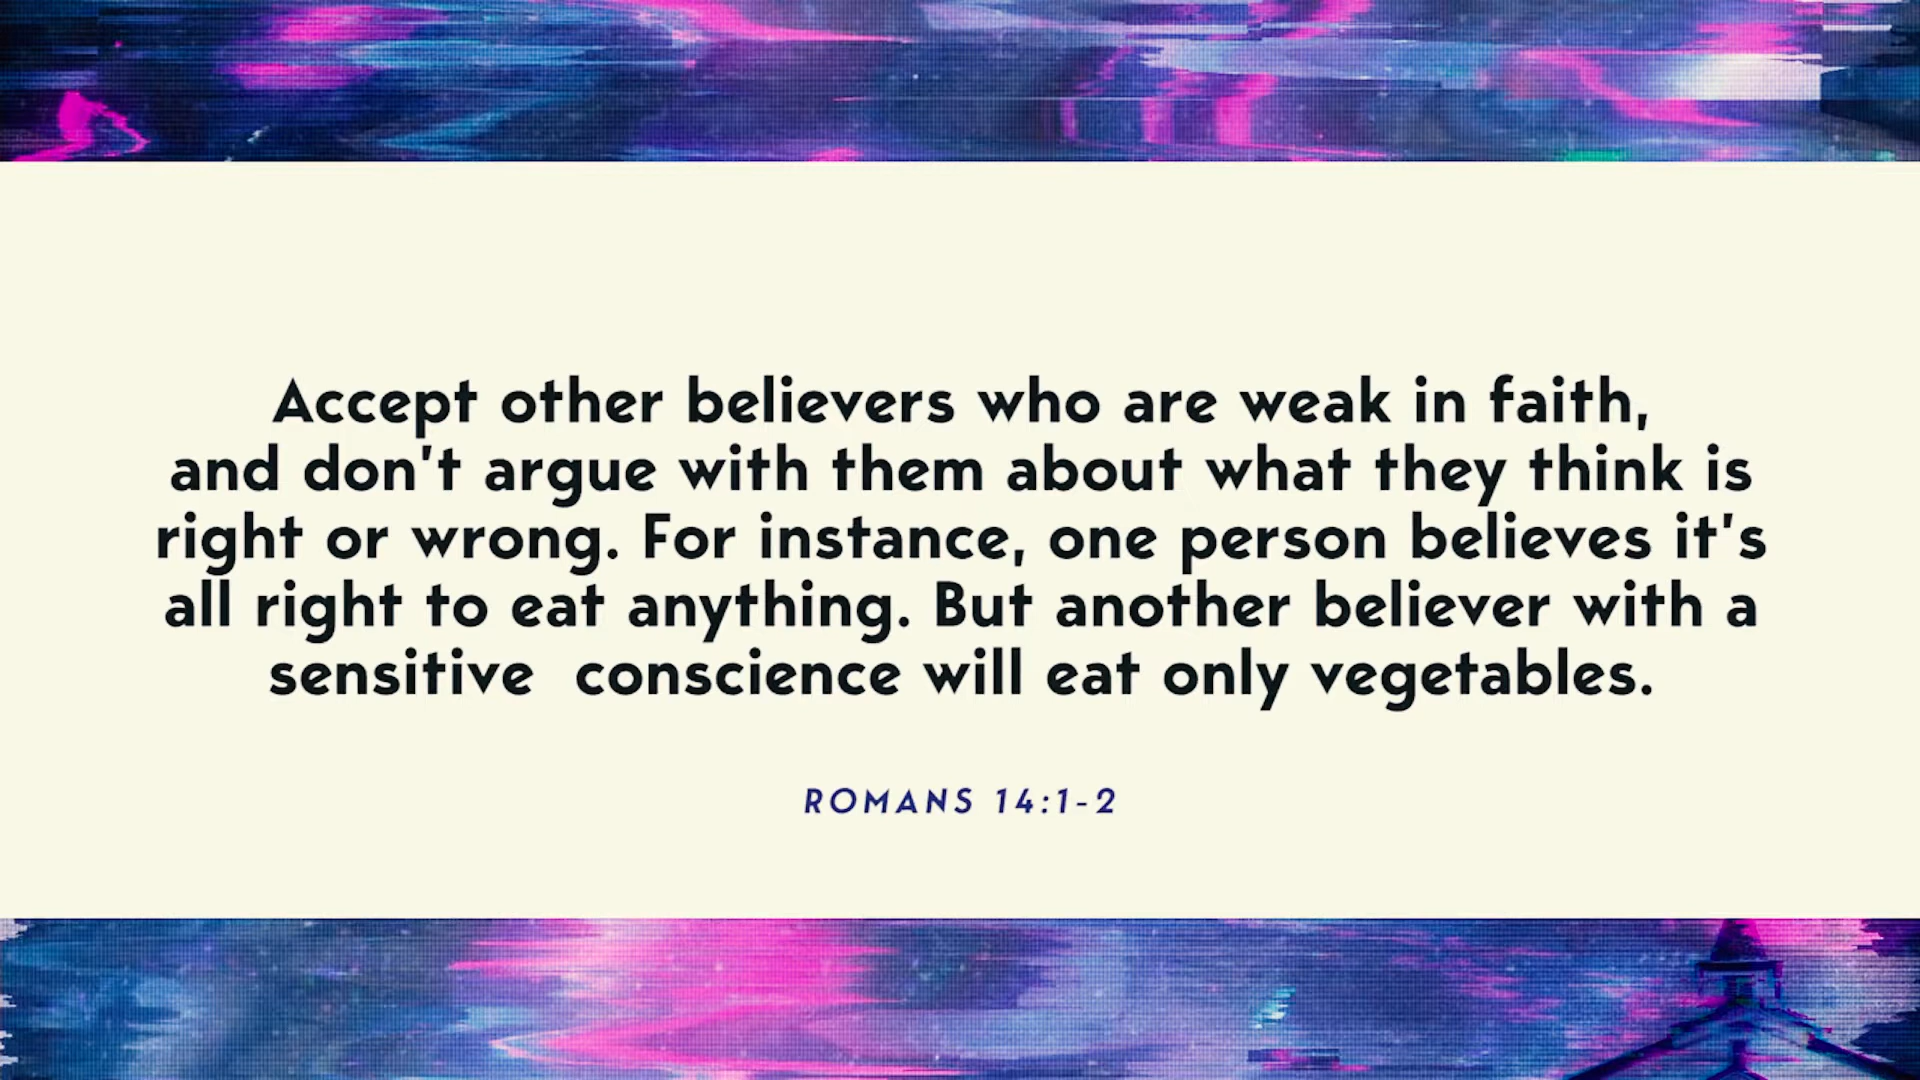 Accept other believers who are weak in faith,
and don't argue with them about what they think is
right or wrong. For instance, one person believes it's
all right to eat anything. But another believer with a
sensitive  conscience will eat only vegetables.
ROMANS 14:1-2